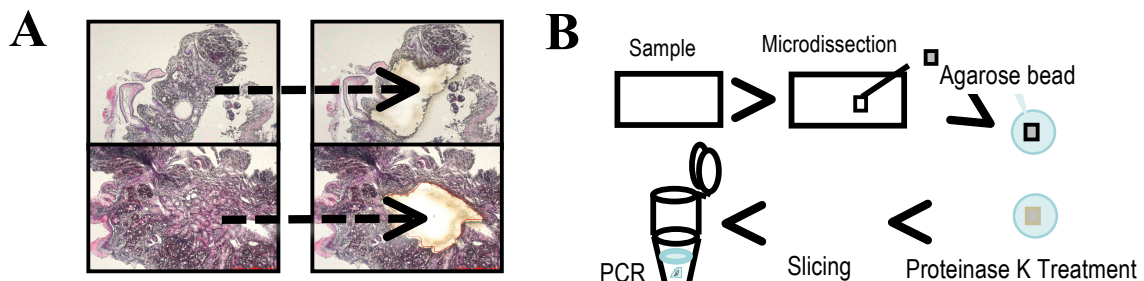 A
B
Sample
Microdissection
Agarose bead
PCR
Slicing
Proteinase K Treatment